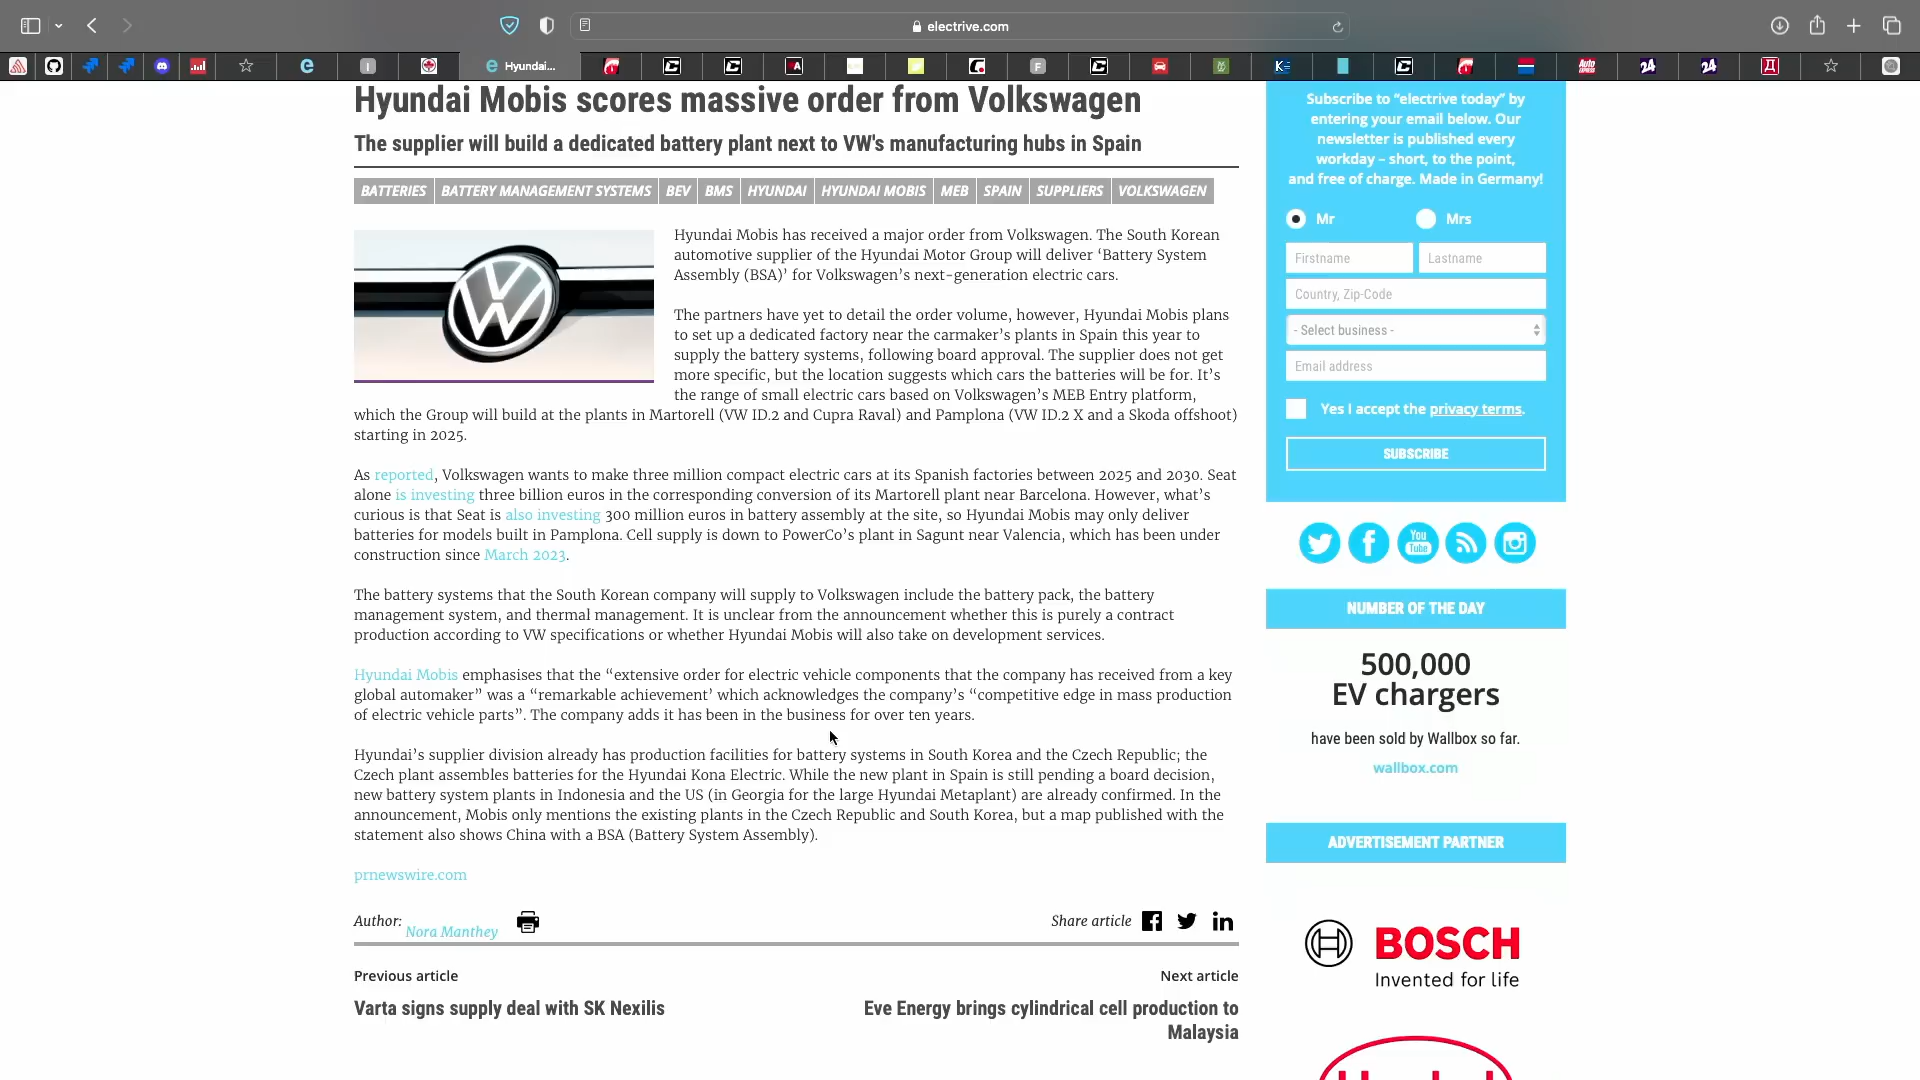 electrive.com
Hyundai...
Hyundai Mobis scores massive order from Volkswagen
The supplier will build a dedicated battery plant next to VW's manufacturing hubs in Spain
BATTERIES
BATTERY MANAGEMENT SYSTEMS
BEV
BMS
HYUNDAI
HYUNDAI MOBIS
MEB
SPAIN
SUPPLIERS
VOLKSWAGEN
Hyundai Mobis has received a major order from Volkswagen. The South Korean
automotive supplier of the Hyundai Motor Group will deliver ‘Battery System
Assembly (BSA)’ for Volkswagen’s next-generation electric cars.
The partners have yet to detail the order volume, however, Hyundai Mobis plans
to set up a dedicated factory near the carmaker’s plants in Spain this year to
supply the battery systems, following board approval. The supplier does not get
more specific, but the location suggests which cars the batteries will be for. It’s
the range of small electric cars based on Volkswagen’s MEB Entry platform,
which the Group will build at the plants in Martorell (VW ID.2 and Cupra Raval) and Pamplona (VW ID.2 X and a Skoda offshoot)
starting in 2025.
As reported, Volkswagen wants to make three million compact electric cars at its Spanish factories between 2025 and 2030. Seat
alone is investing three billion euros in the corresponding conversion of its Martorell plant near Barcelona. However, what’s
curious is that Seat is also investing 300 million euros in battery assembly at the site, so Hyundai Mobis may only deliver
batteries for models built in Pamplona. Cell supply is down to PowerCo’s plant in Sagunt near Valencia, which has been under
construction since March 2023.
The battery systems that the South Korean company will supply to Volkswagen include the battery pack, the battery
management system, and thermal management. It is unclear from the announcement whether this is purely a contract
production according to VW specifications or whether Hyundai Mobis will also take on development services.
Hyundai Mobis emphasises that the “extensive order for electric vehicle components that the company has received from a key
global automaker” was a “remarkable achievement’ which acknowledges the company’s “competitive edge in mass production
of electric vehicle parts”. The company adds it has been in the business for over ten years.
Hyundai’s supplier division already has production facilities for battery systems in South Korea and the Czech Republic; the
Czech plant assembles batteries for the Hyundai Kona Electric. While the new plant in Spain is still pending a board decision,
new battery system plants in Indonesia and the US (in Georgia for the large Hyundai Metaplant) are already confirmed. In the
announcement, Mobis only mentions the existing plants in the Czech Republic and South Korea, but a map published with the
statement also shows China with a BSA (Battery System Assembly).
prnewswire.com
Author: Nora Manthey
Share article
Previous article
Varta signs supply deal with SK Nexilis
Next article
Eve Energy brings cylindrical cell production to
Malaysia
Subscribe to “electrive today” by
entering your email below. Our
newsletter is published every
workday – short, to the point,
and free of charge. Made in Germany!
Mr
Mrs
Firstname
Lastname
Country, Zip-Code
- Select business -
Email address
Yes I accept the privacy terms.
SUBSCRIBE
You
Tube
NUMBER OF THE DAY
500,000
EV chargers
have been sold by Wallbox so far.
wallbox.com
ADVERTISEMENT PARTNER
BOSCH
Invented for life